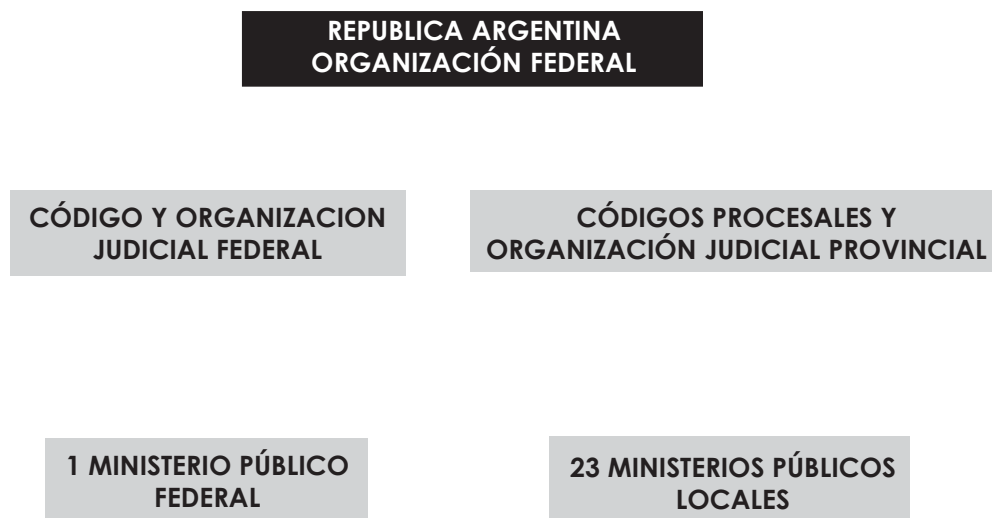 REPUBLICA ARGENTINA
ORGANIZACIÓN FEDERAL
CÓDIGO Y ORGANIZACION
JUDICIAL FEDERAL
CÓDIGOS PROCESALES Y
ORGANIZACIÓN JUDICIAL PROVINCIAL
1 MINISTERIO PÚBLICO
FEDERAL
23 MINISTERIOS PÚBLICOS
LOCALES